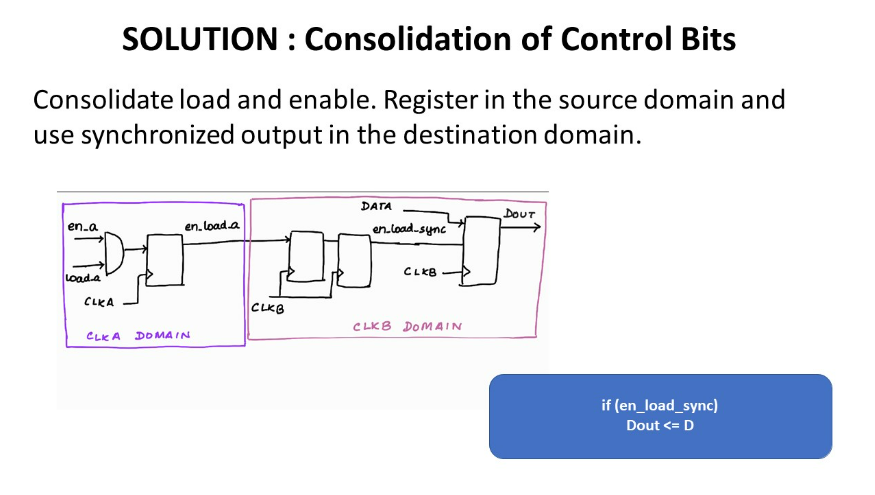 SOLUTION : Consolidation of Control Bits
Consolidate load and enable. Register in the source domain and
use synchronized output in the destination domain.
en_a
load_a
CLKA
en_load_a
CLKA DOMAIN
DATA
DOUT
en_load_sync
CLKB
CLKB
CLKB DOMAIN
if (en_load_sync)
Dout <= D